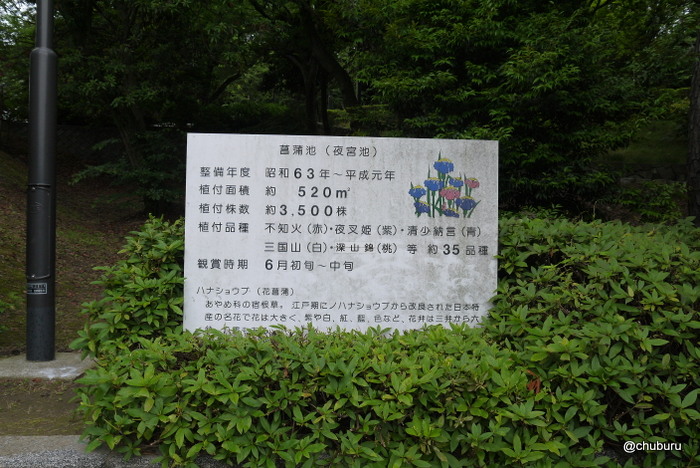 菖蒲池（夜宮池）
整備年度 昭和63年～平成元年
植付面積 約 520㎡
植付株数 約3,500株
植付品種 不知火（赤）・夜叉姫（紫）・清少納言（青）
三国山（白）・深山錦（桃） 等 約35品種
観賞時期 6月初旬～中旬
ハナショウブ（花菖蒲）
あやめ科の宿根草。江戸期にノハナショウブから改良された日本特
産の名花で花は大きく、紫や白、紅、藍、色など、花弁は三弁から六
@chuburu